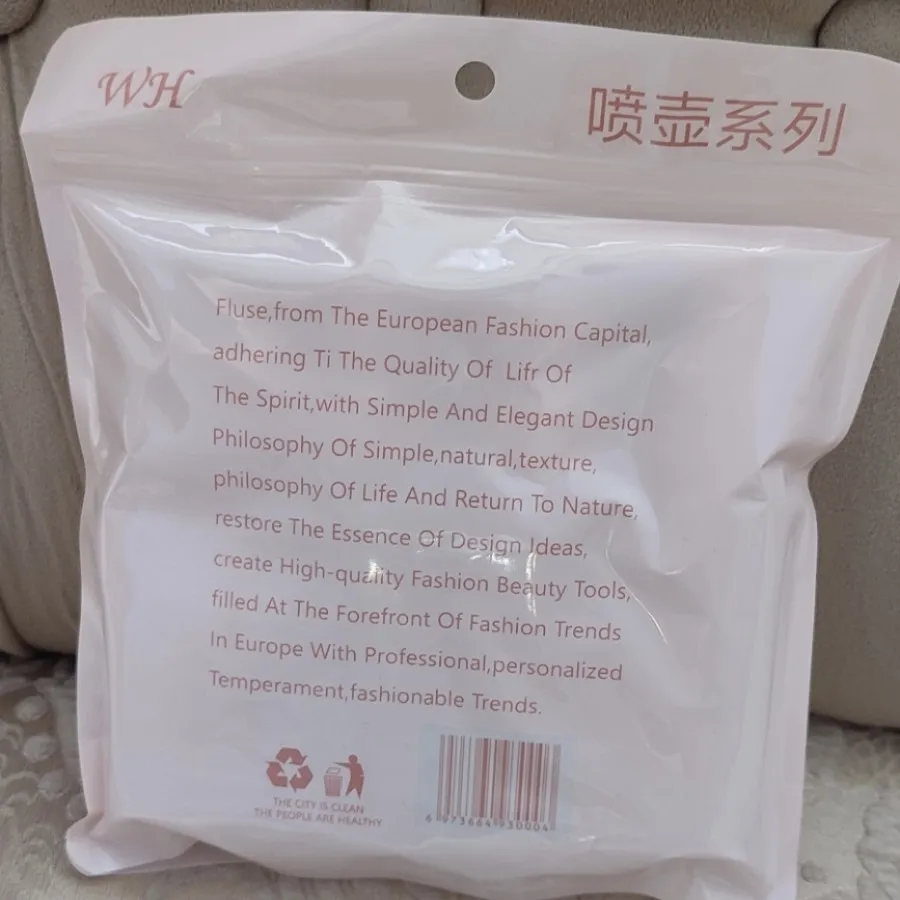 WH
喷壶系列
Fluse,from The European Fashion Capital,
adhering Ti The Quality Of Lifr Of
The Spirit,with Simple And Elegant Design
Philosophy Of Simple,natural,texture,
philosophy Of Life And Return To Nature,
restore The Essence Of Design Ideas,
create High-quality Fashion Beauty Tools,
filled At The Forefront Of Fashion Trends
In Europe With Professional,personalized
Temperament,fashionable Trends.
THE CITY IS CLEAN
THE PEOPLE ARE HEALTHY
6 973664 930004